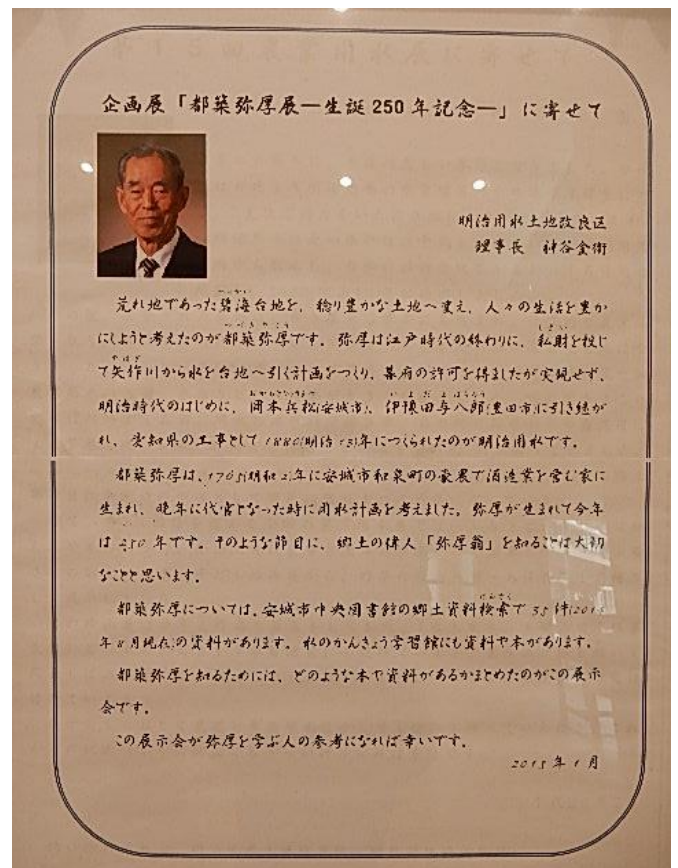 企画展「都築弥厚展―生誕250年記念―」に寄せて
明治用水土地改良区
理事長 神谷金衛
荒れ地であった碧海台地を、稔り豊かな土地へ変え、人々の生活を豊か
にしようと考えたのが都築弥厚です。弥厚は江戸時代の終わりに、私財を投じ
て矢作川から水を台地へ引く計画をつくり、幕府の許可を得ましたが実現せず、
明治時代のはじめに、岡本兵松(安城市)、伊豫田与八郎(豊田市)に引き継が
れ、愛知県の工事として1880(明治13)年につくられたのが明治用水です。
都築弥厚は、1765(明和2)年に安城市和泉町の豪農で酒造業を営む家に
生まれ、晩年に代官となった時に用水計画を考えました。弥厚が生まれて今年
は250年です。そのような節目に、郷土の偉人「弥厚翁」を知ることは大切
なことと思います。
都築弥厚については、安城市中央図書館の郷土資料検索で35件(2015
年8月現在)の資料があります。水のかんきょう学習館にも資料や本があります。
都築弥厚を知るためには、どのような本や資料があるかまとめたのがこの展示
会です。
この展示会が弥厚を学ぶ人の参考になれば幸いです。
2015年 月